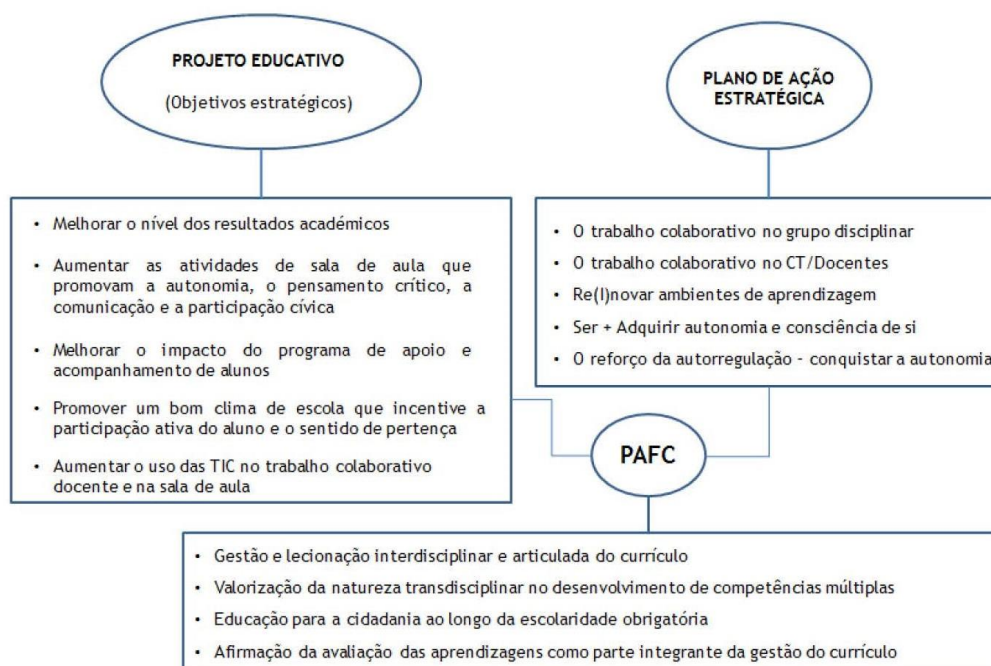 PROJETO EDUCATIVO
(Objetivos estratégicos)
• Melhorar o nível dos resultados académicos
• Aumentar as atividades de sala de aula que
promovam a autonomia, o pensamento crítico, a
comunicação e a participação cívica
• Melhorar o impacto do programa de apoio e
acompanhamento de alunos
• Promover um bom clima de escola que incentive a
participação ativa do aluno e o sentido de pertença
• Aumentar o uso das TIC no trabalho colaborativo
docente e na sala de aula
PLANO DE AÇÃO
ESTRATÉGICA
• O trabalho colaborativo no grupo disciplinar
• O trabalho colaborativo no CT/Docentes
• Re(I)novar ambientes de aprendizagem
• Ser + Adquirir autonomia e consciência de si
• O reforço da autorregulação - conquistar a autonomia
PAFC
• Gestão e lecionação interdisciplinar e articulada do currículo
• Valorização da natureza transdisciplinar no desenvolvimento de competências múltiplas
• Educação para a cidadania ao longo da escolaridade obrigatória
• Afirmação da avaliação das aprendizagens como parte integrante da gestão do currículo